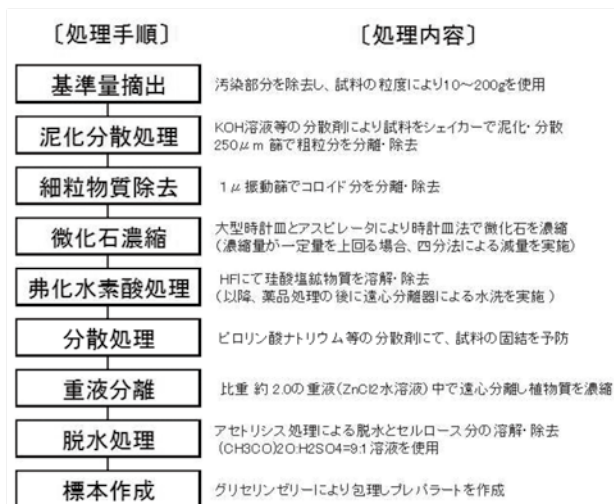 〔処理手順〕 〔処理内容〕
基準量摘出 汚染部分を除去し、試料の粒度により10～200gを使用
泥化分散処理 KOH溶液等の分散剤により試料をシェイカーで泥化・分散
250μm 篩で粗粒分を分離・除去
細粒物質除去 1μ振動篩でコロイド分を分離・除去
微化石濃縮 大型時計皿とアスピレータにより時計皿法で微化石を濃縮
(濃縮量が一定量を上回る場合、四分法による減量を実施)
弗化水素酸処理 HFにて珪酸塩鉱物質を溶解・除去
(以降、薬品処理の後に遠心分離器による水洗を実施)
分散処理 ピロリン酸ナトリウム等の分散剤にて、試料の固結を予防
重液分離 比重 約2.0の重液(ZnCl2水溶液)中で遠心分離し植物質を濃縮
脱水処理 アセトリシス処理による脱水とセルロース分の溶解・除去
(CH3CO)2O:H2SO4=9:1溶液を使用
標本作成 グリセリンゼリーにより包理しプレパラートを作成